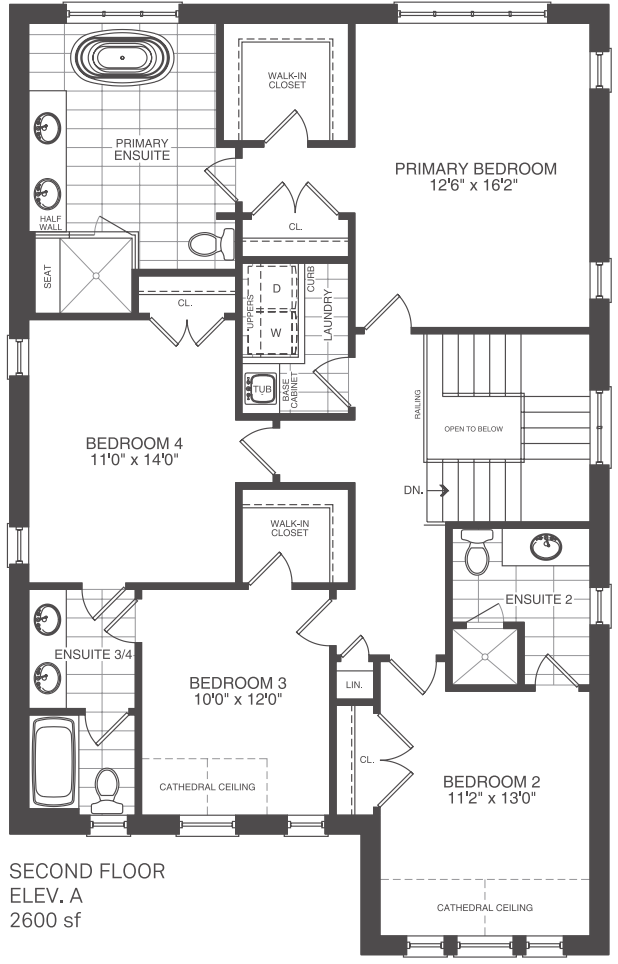 WALK-IN
CLOSET
PRIMARY
ENSUITE
PRIMARY BEDROOM
12'6" x 16'2"
HALF
WALL
CL.
SEAT
CL.
UPPERS
D
W
CURB
LAUNDRY
TUB
BASE
CABINET
RAILING
OPEN TO BELOW
DN.
BEDROOM 4
11'0" x 14'0"
WALK-IN
CLOSET
ENSUITE 2
ENSUITE 3/4
BEDROOM 3
10'0" x 12'0"
LIN.
CL.
BEDROOM 2
11'2" x 13'0"
CATHEDRAL CEILING
CATHEDRAL CEILING
SECOND FLOOR
ELEV. A
2600 sf